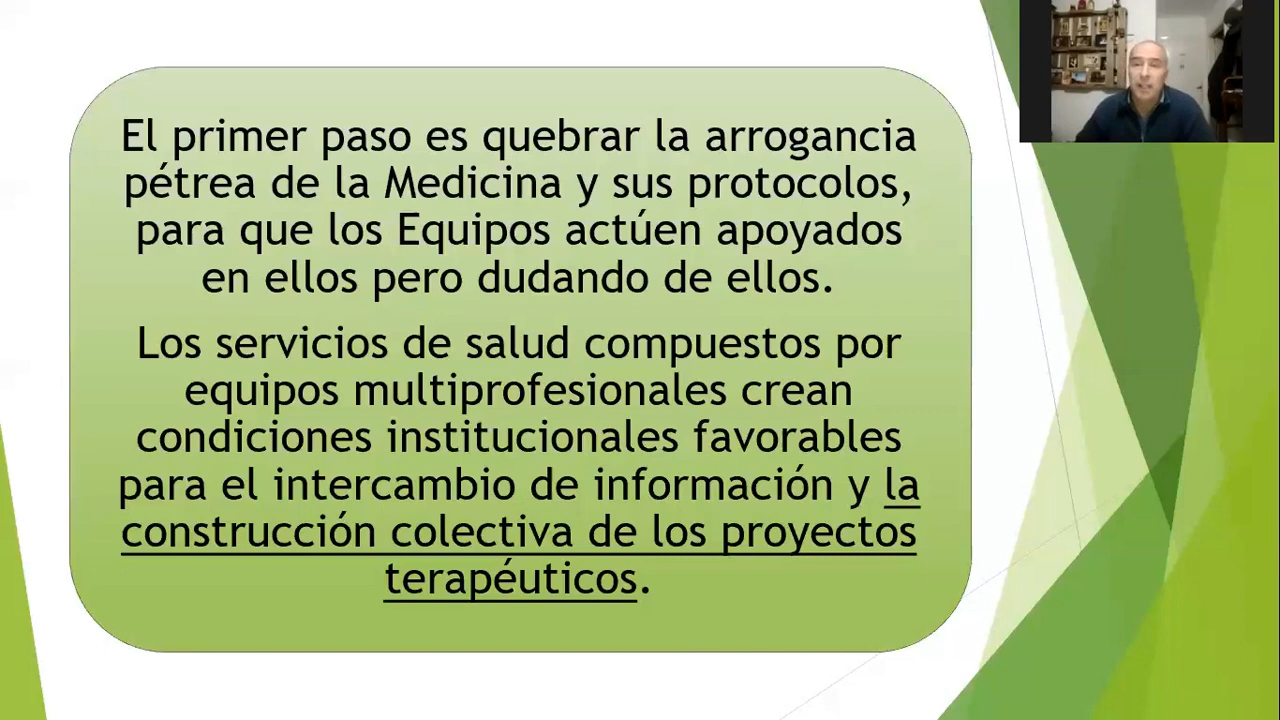 El primer paso es quebrar la arrogancia
pétrea de la Medicina y sus protocolos,
para que los Equipos actúen apoyados
en ellos pero dudando de ellos.
Los servicios de salud compuestos por
equipos multiprofesionales crean
condiciones institucionales favorables
para el intercambio de información y la
construcción colectiva de los proyectos
terapéuticos.